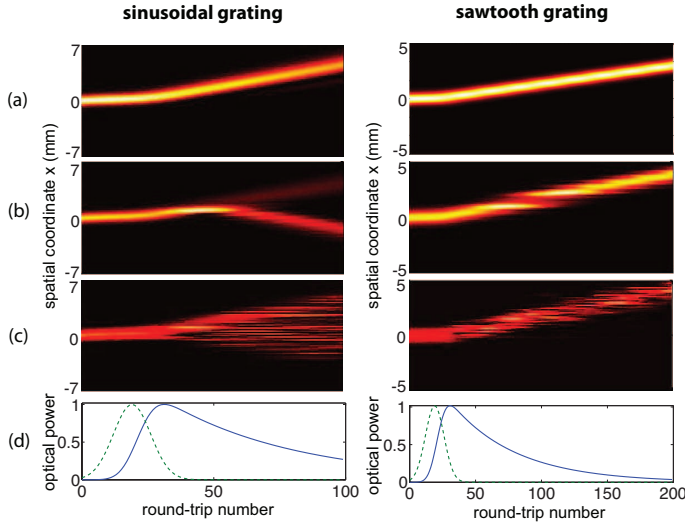 sinusoidal grating
sawtooth grating
(a)
(b)
(c)
(d)
spatial coordinate x (mm)
7
0
-7
7
0
-7
7
0
-7
optical power
1
0.5
0
0
50
100
round-trip number
spatial coordinate x (mm)
5
0
-5
5
0
-5
5
0
-5
optical power
1
0.5
0
0
50
100
150
200
round-trip number